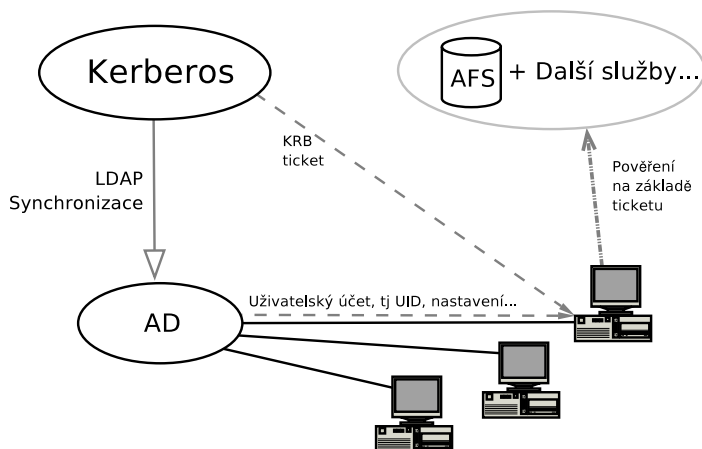 Kerberos
AFS + Další služby...
KRB
ticket
LDAP
Synchronizace
Pověření
na základě
ticketu
Uživatelský účet, tj UID, nastavení...
AD